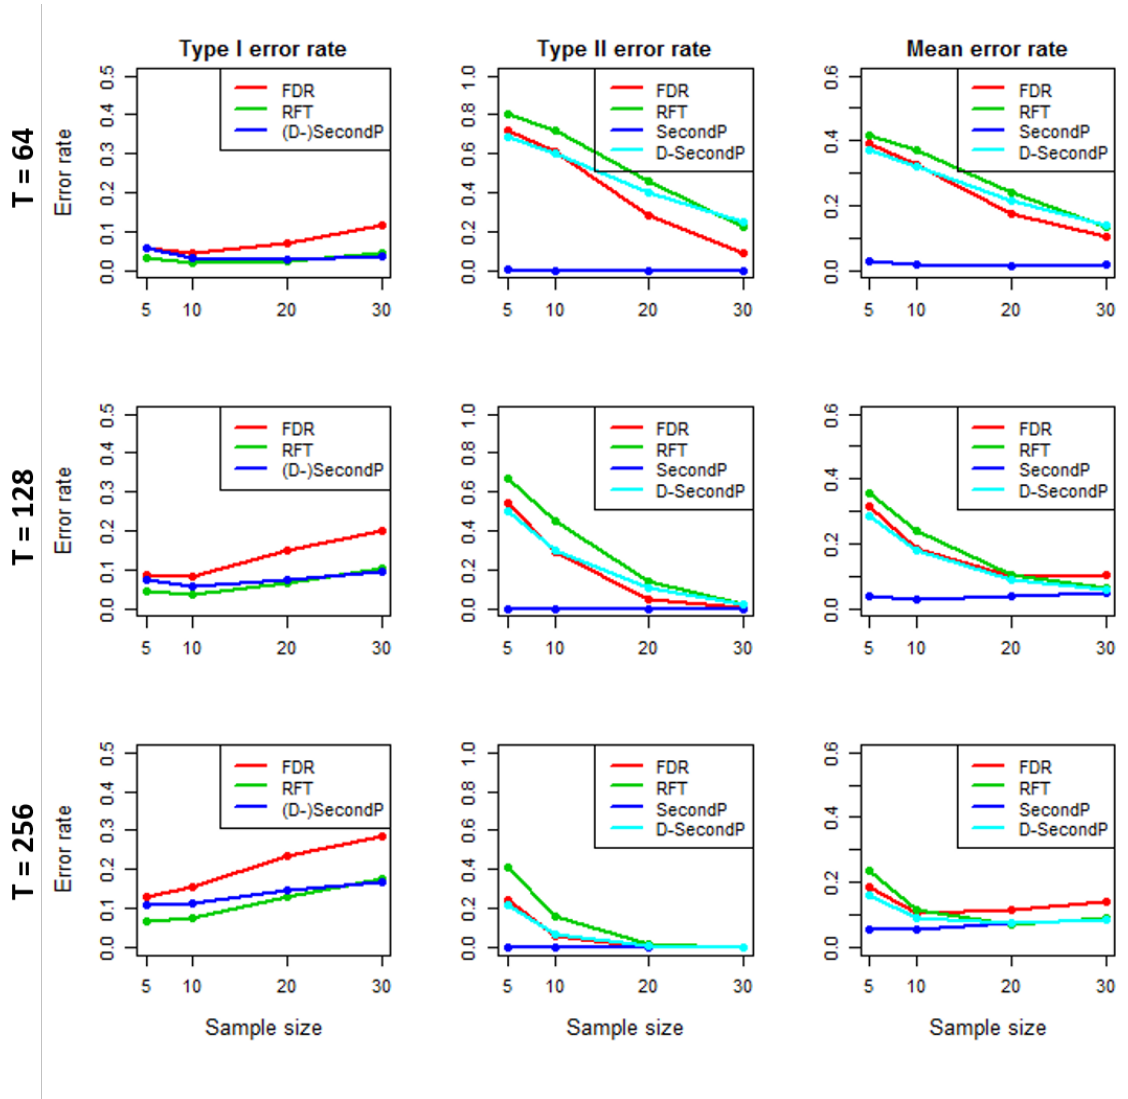 Type I error rate
Type II error rate
Mean error rate
T = 64
Error rate
0.0 0.1 0.2 0.3 0.4 0.5
FDR
RFT
(D-)SecondP
5 10 20 30
0.0 0.2 0.4 0.6 0.8 1.0
FDR
RFT
SecondP
D-SecondP
5 10 20 30
0.0 0.2 0.4 0.6
FDR
RFT
SecondP
D-SecondP
5 10 20 30
T = 128
Error rate
0.0 0.1 0.2 0.3 0.4 0.5
FDR
RFT
(D-)SecondP
5 10 20 30
0.0 0.2 0.4 0.6 0.8 1.0
FDR
RFT
SecondP
D-SecondP
5 10 20 30
0.0 0.2 0.4 0.6
FDR
RFT
SecondP
D-SecondP
5 10 20 30
T = 256
Error rate
0.0 0.1 0.2 0.3 0.4 0.5
FDR
RFT
(D-)SecondP
5 10 20 30
Sample size
0.0 0.2 0.4 0.6 0.8 1.0
FDR
RFT
SecondP
D-SecondP
5 10 20 30
Sample size
0.0 0.2 0.4 0.6
FDR
RFT
SecondP
D-SecondP
5 10 20 30
Sample size